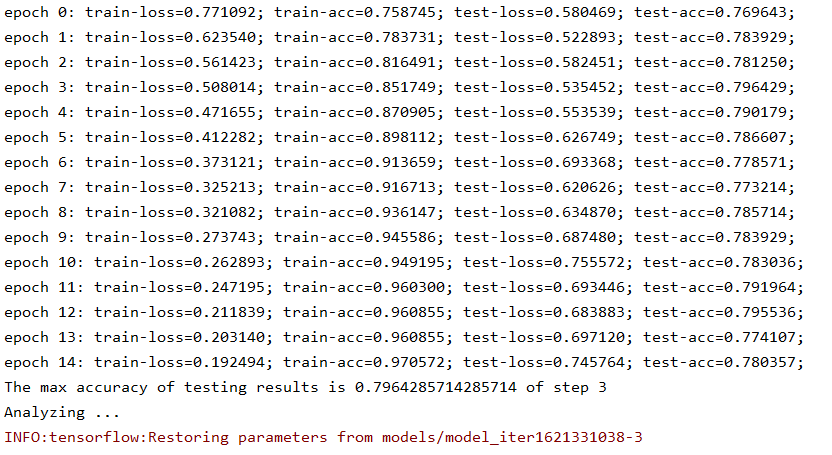 epoch 0: train-loss=0.771092; train-acc=0.758745; test-loss=0.580469; test-acc=0.769643;
epoch 1: train-loss=0.623540; train-acc=0.783731; test-loss=0.522893; test-acc=0.783929;
epoch 2: train-loss=0.561423; train-acc=0.816491; test-loss=0.582451; test-acc=0.781250;
epoch 3: train-loss=0.508014; train-acc=0.851749; test-loss=0.535452; test-acc=0.796429;
epoch 4: train-loss=0.471655; train-acc=0.870905; test-loss=0.553539; test-acc=0.790179;
epoch 5: train-loss=0.412282; train-acc=0.898112; test-loss=0.626749; test-acc=0.786607;
epoch 6: train-loss=0.373121; train-acc=0.913659; test-loss=0.693368; test-acc=0.778571;
epoch 7: train-loss=0.325213; train-acc=0.916713; test-loss=0.620626; test-acc=0.773214;
epoch 8: train-loss=0.321082; train-acc=0.936147; test-loss=0.634870; test-acc=0.785714;
epoch 9: train-loss=0.273743; train-acc=0.945586; test-loss=0.687480; test-acc=0.783929;
epoch 10: train-loss=0.262893; train-acc=0.949195; test-loss=0.755572; test-acc=0.783036;
epoch 11: train-loss=0.247195; train-acc=0.960300; test-loss=0.693446; test-acc=0.791964;
epoch 12: train-loss=0.211839; train-acc=0.960855; test-loss=0.683883; test-acc=0.795536;
epoch 13: train-loss=0.203140; train-acc=0.960855; test-loss=0.697120; test-acc=0.774107;
epoch 14: train-loss=0.192494; train-acc=0.970572; test-loss=0.745764; test-acc=0.780357;
The max accuracy of testing results is 0.7964285714285714 of step 3
Analyzing ...
INFO:tensorflow:Restoring parameters from models/model_iter1621331038-3